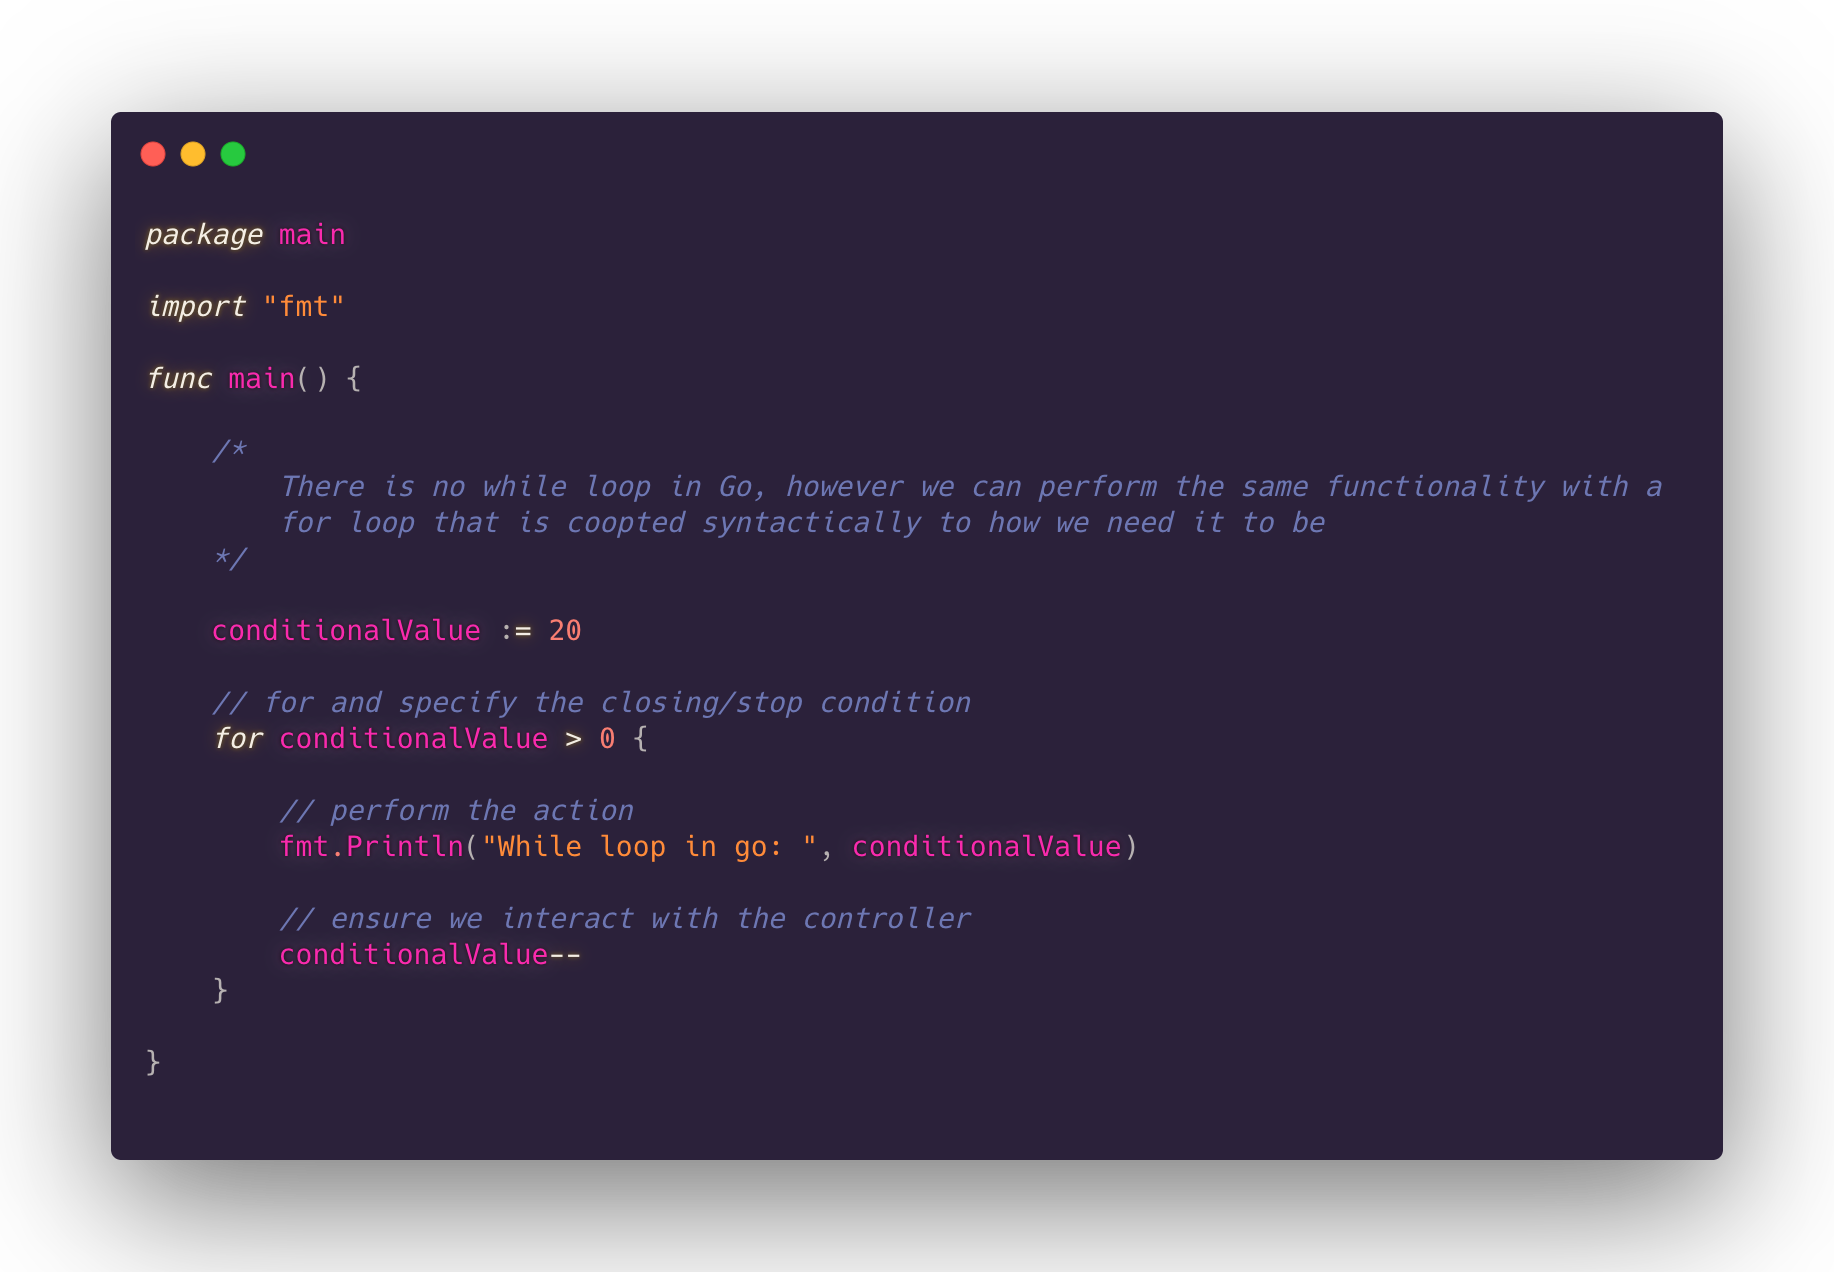 package main
import "fmt"
func main() {
/*
There is no while loop in Go, however we can perform the same functionality with a
for loop that is coopted syntactically to how we need it to be
*/
conditionalValue := 20
// for and specify the closing/stop condition
for conditionalValue > 0 {
// perform the action
fmt.Println("While loop in go: ", conditionalValue)
// ensure we interact with the controller
conditionalValue--
}
}